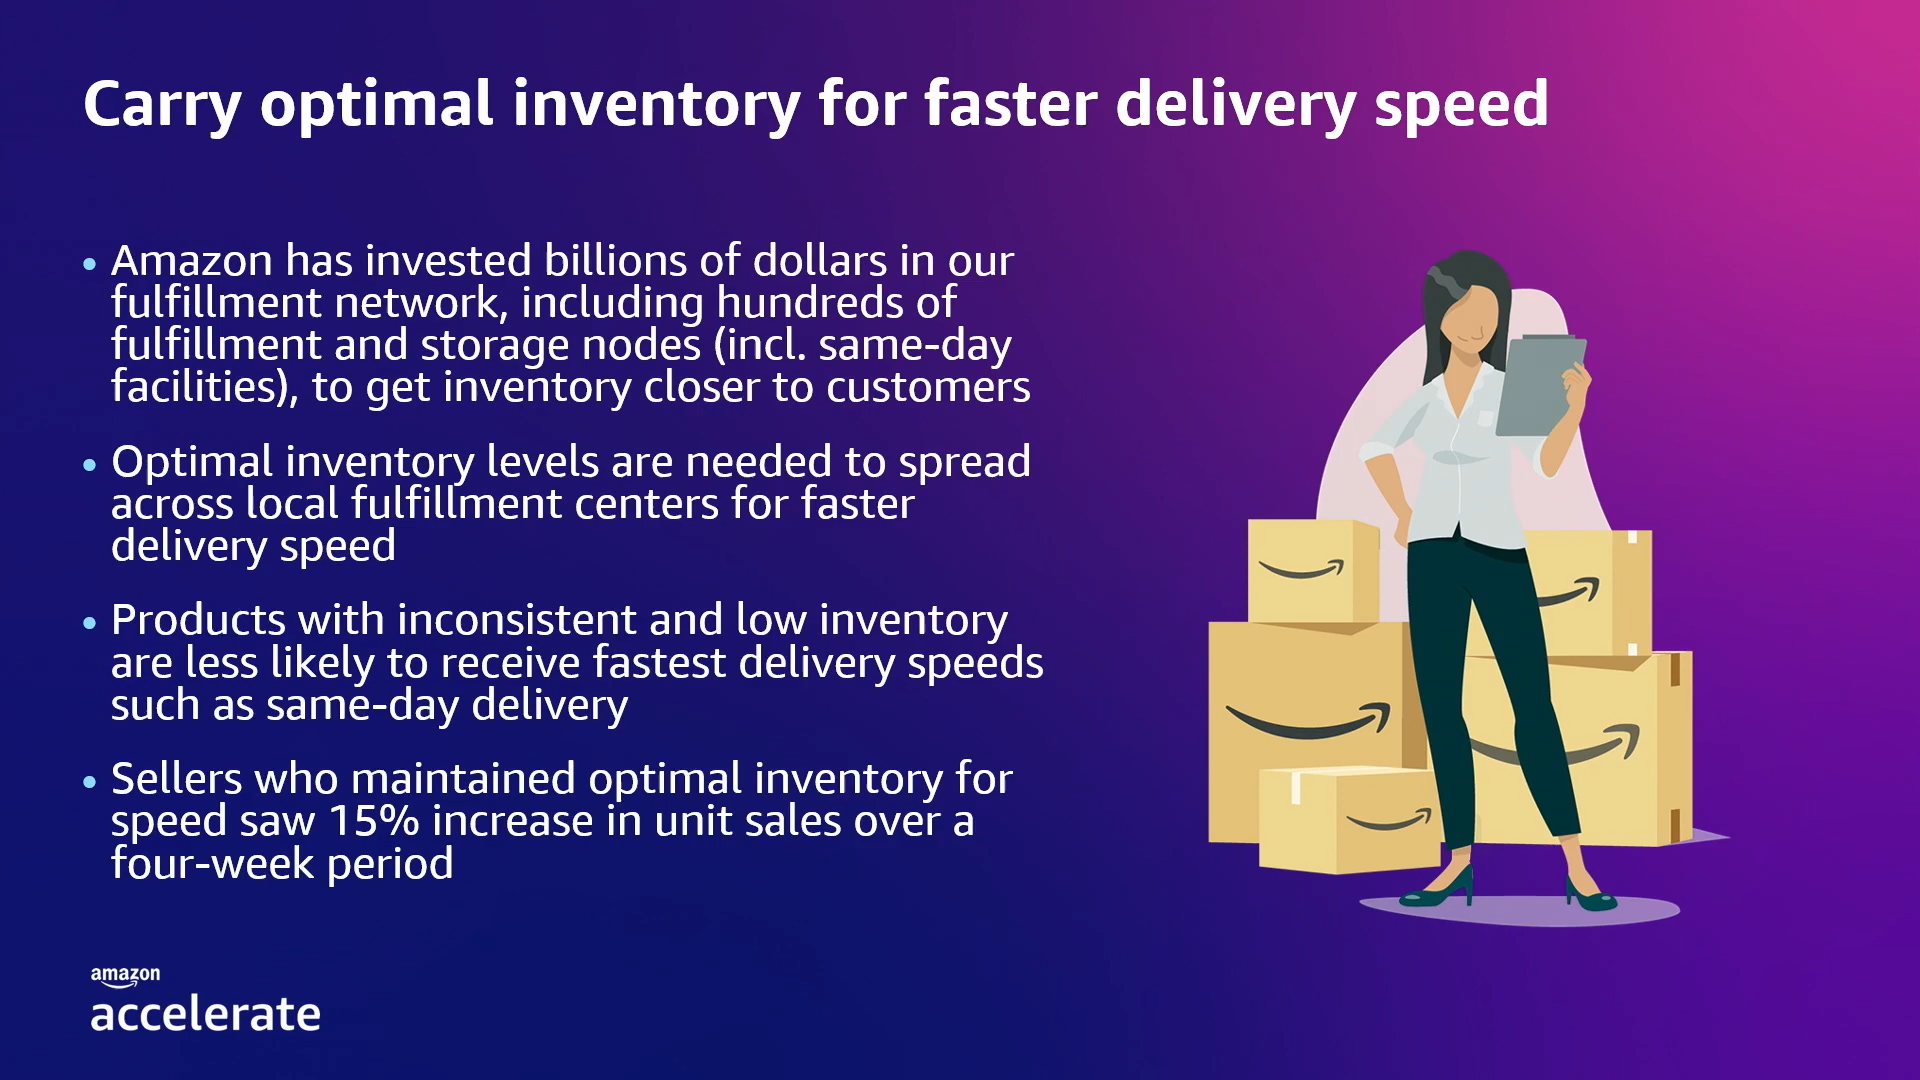 Carry optimal inventory for faster delivery speed
• Amazon has invested billions of dollars in our
fulfillment network, including hundreds of
fulfillment and storage nodes (incl. same-day
facilities), to get inventory closer to customers
• Optimal inventory levels are needed to spread
across local fulfillment centers for faster
delivery speed
• Products with inconsistent and low inventory
are less likely to receive fastest delivery speeds
such as same-day delivery
• Sellers who maintained optimal inventory for
speed saw 15% increase in unit sales over a
four-week period
amazon
accelerate